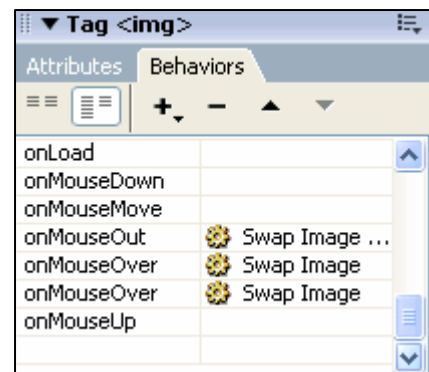 Tag <img>
Attributes Behaviors
onLoad
onMouseDown
onMouseMove
onMouseOut Swap Image ...
onMouseOver Swap Image
onMouseOver Swap Image
onMouseUp